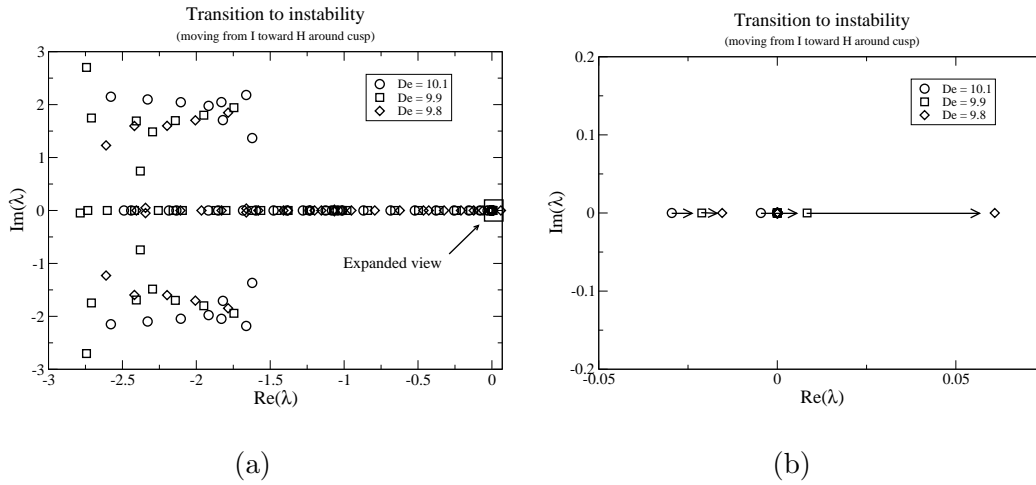 Transition to instability
(moving from I toward H around cusp)
3
2
1
0
-1
-2
-3
Im(λ)
De = 10.1
De = 9.9
De = 9.8
Expanded view
-3 -2.5 -2 -1.5 -1 -0.5 0
Re(λ)
(a)
Transition to instability
(moving from I toward H around cusp)
0.2
0.1
0
-0.1
-0.2
Im(λ)
De = 10.1
De = 9.9
De = 9.8
-0.05 0 0.05
Re(λ)
(b)